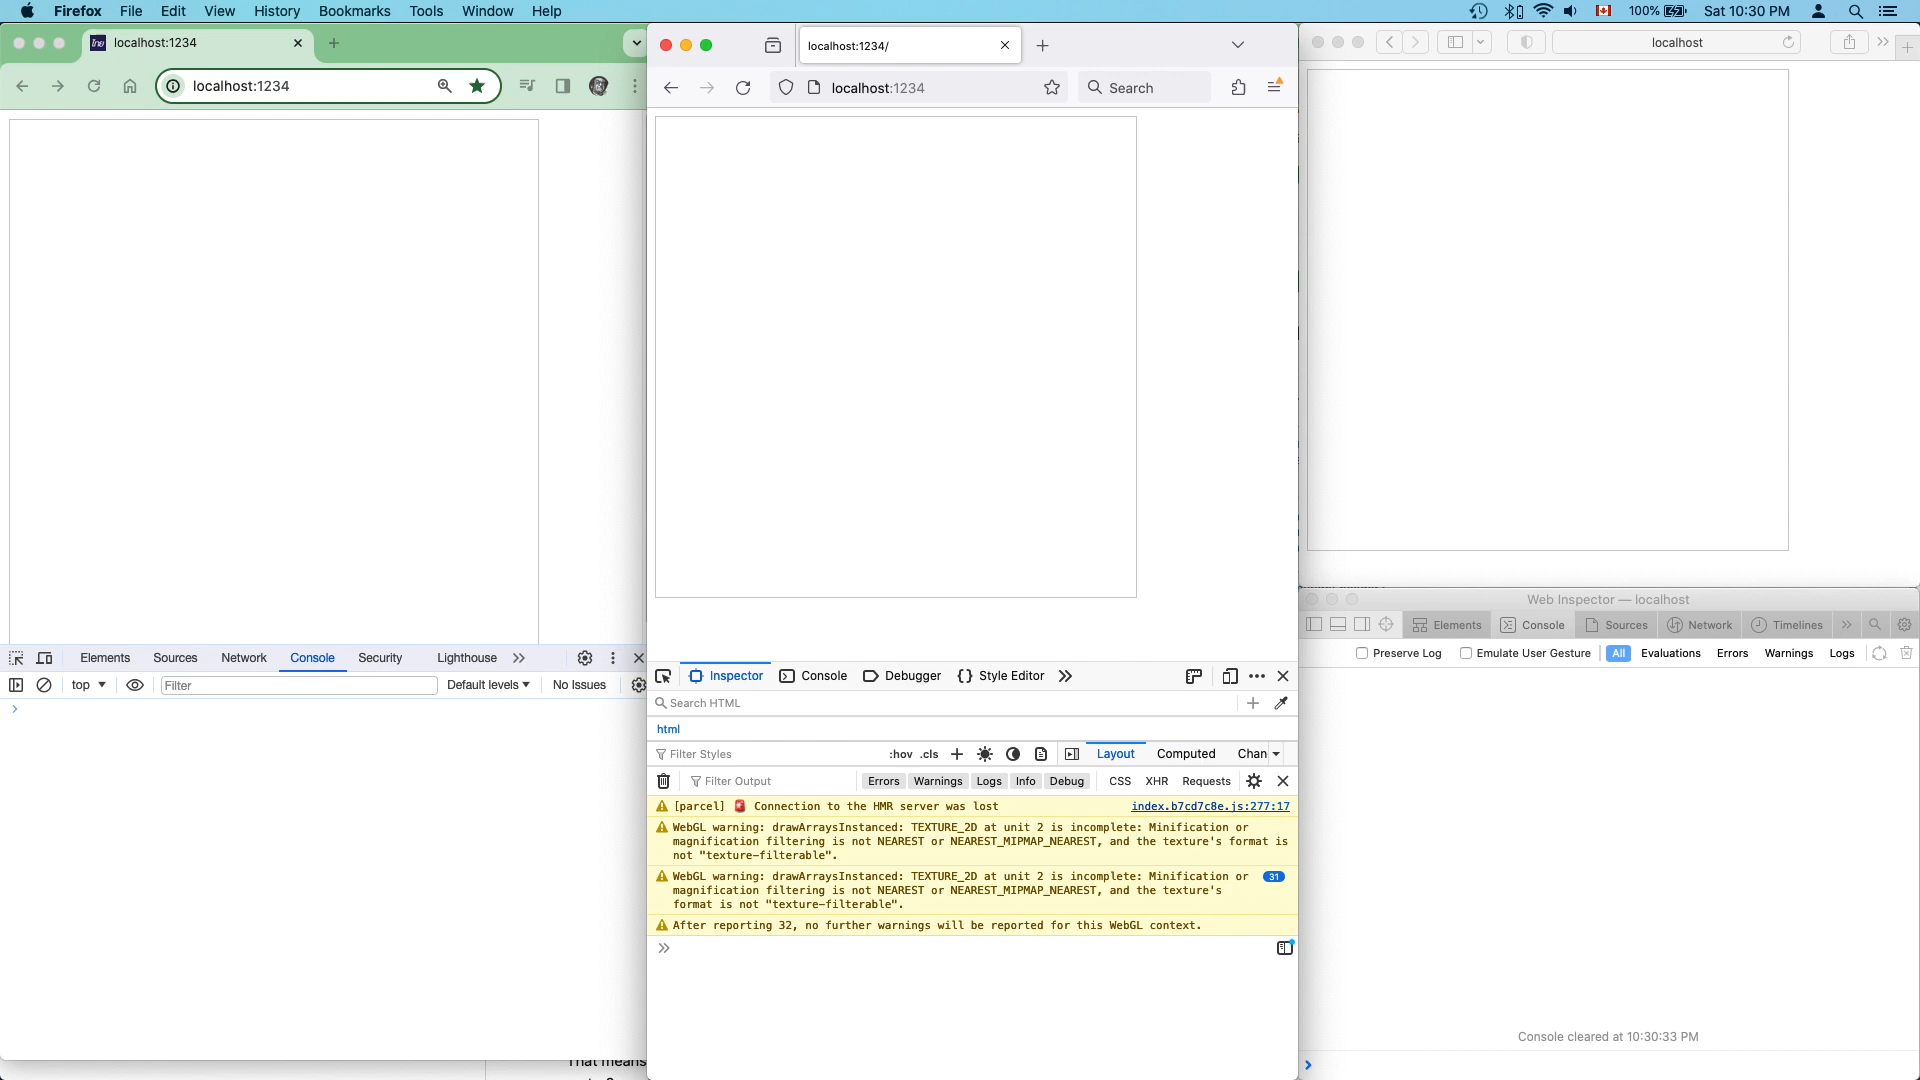 Firefox File Edit View History Bookmarks Tools Window Help
100% Sat 10:30 PM
localhost:1234
localhost:1234
Elements Sources Network Console Security Lighthouse
top Filter Default levels No Issues
localhost:1234/
localhost:1234 Search
Inspector Console Debugger Style Editor
Search HTML
html
Filter Styles :hov .cls Layout Computed Chan
Filter Output Errors Warnings Logs Info Debug CSS XHR Requests
[parcel] 🚨 Connection to the HMR server was lost index.b7cd7c8e.js:277:17
WebGL warning: drawArraysInstanced: TEXTURE_2D at unit 2 is incomplete: Minification or
magnification filtering is not NEAREST or NEAREST_MIPMAP_NEAREST, and the texture's format is
not "texture-filterable".
WebGL warning: drawArraysInstanced: TEXTURE_2D at unit 2 is incomplete: Minification or 31
magnification filtering is not NEAREST or NEAREST_MIPMAP_NEAREST, and the texture's
format is not "texture-filterable".
After reporting 32, no further warnings will be reported for this WebGL context.
localhost
Web Inspector — localhost
Elements Console Sources Network Timelines
Preserve Log Emulate User Gesture All Evaluations Errors Warnings Logs
Console cleared at 10:30:33 PM
That means